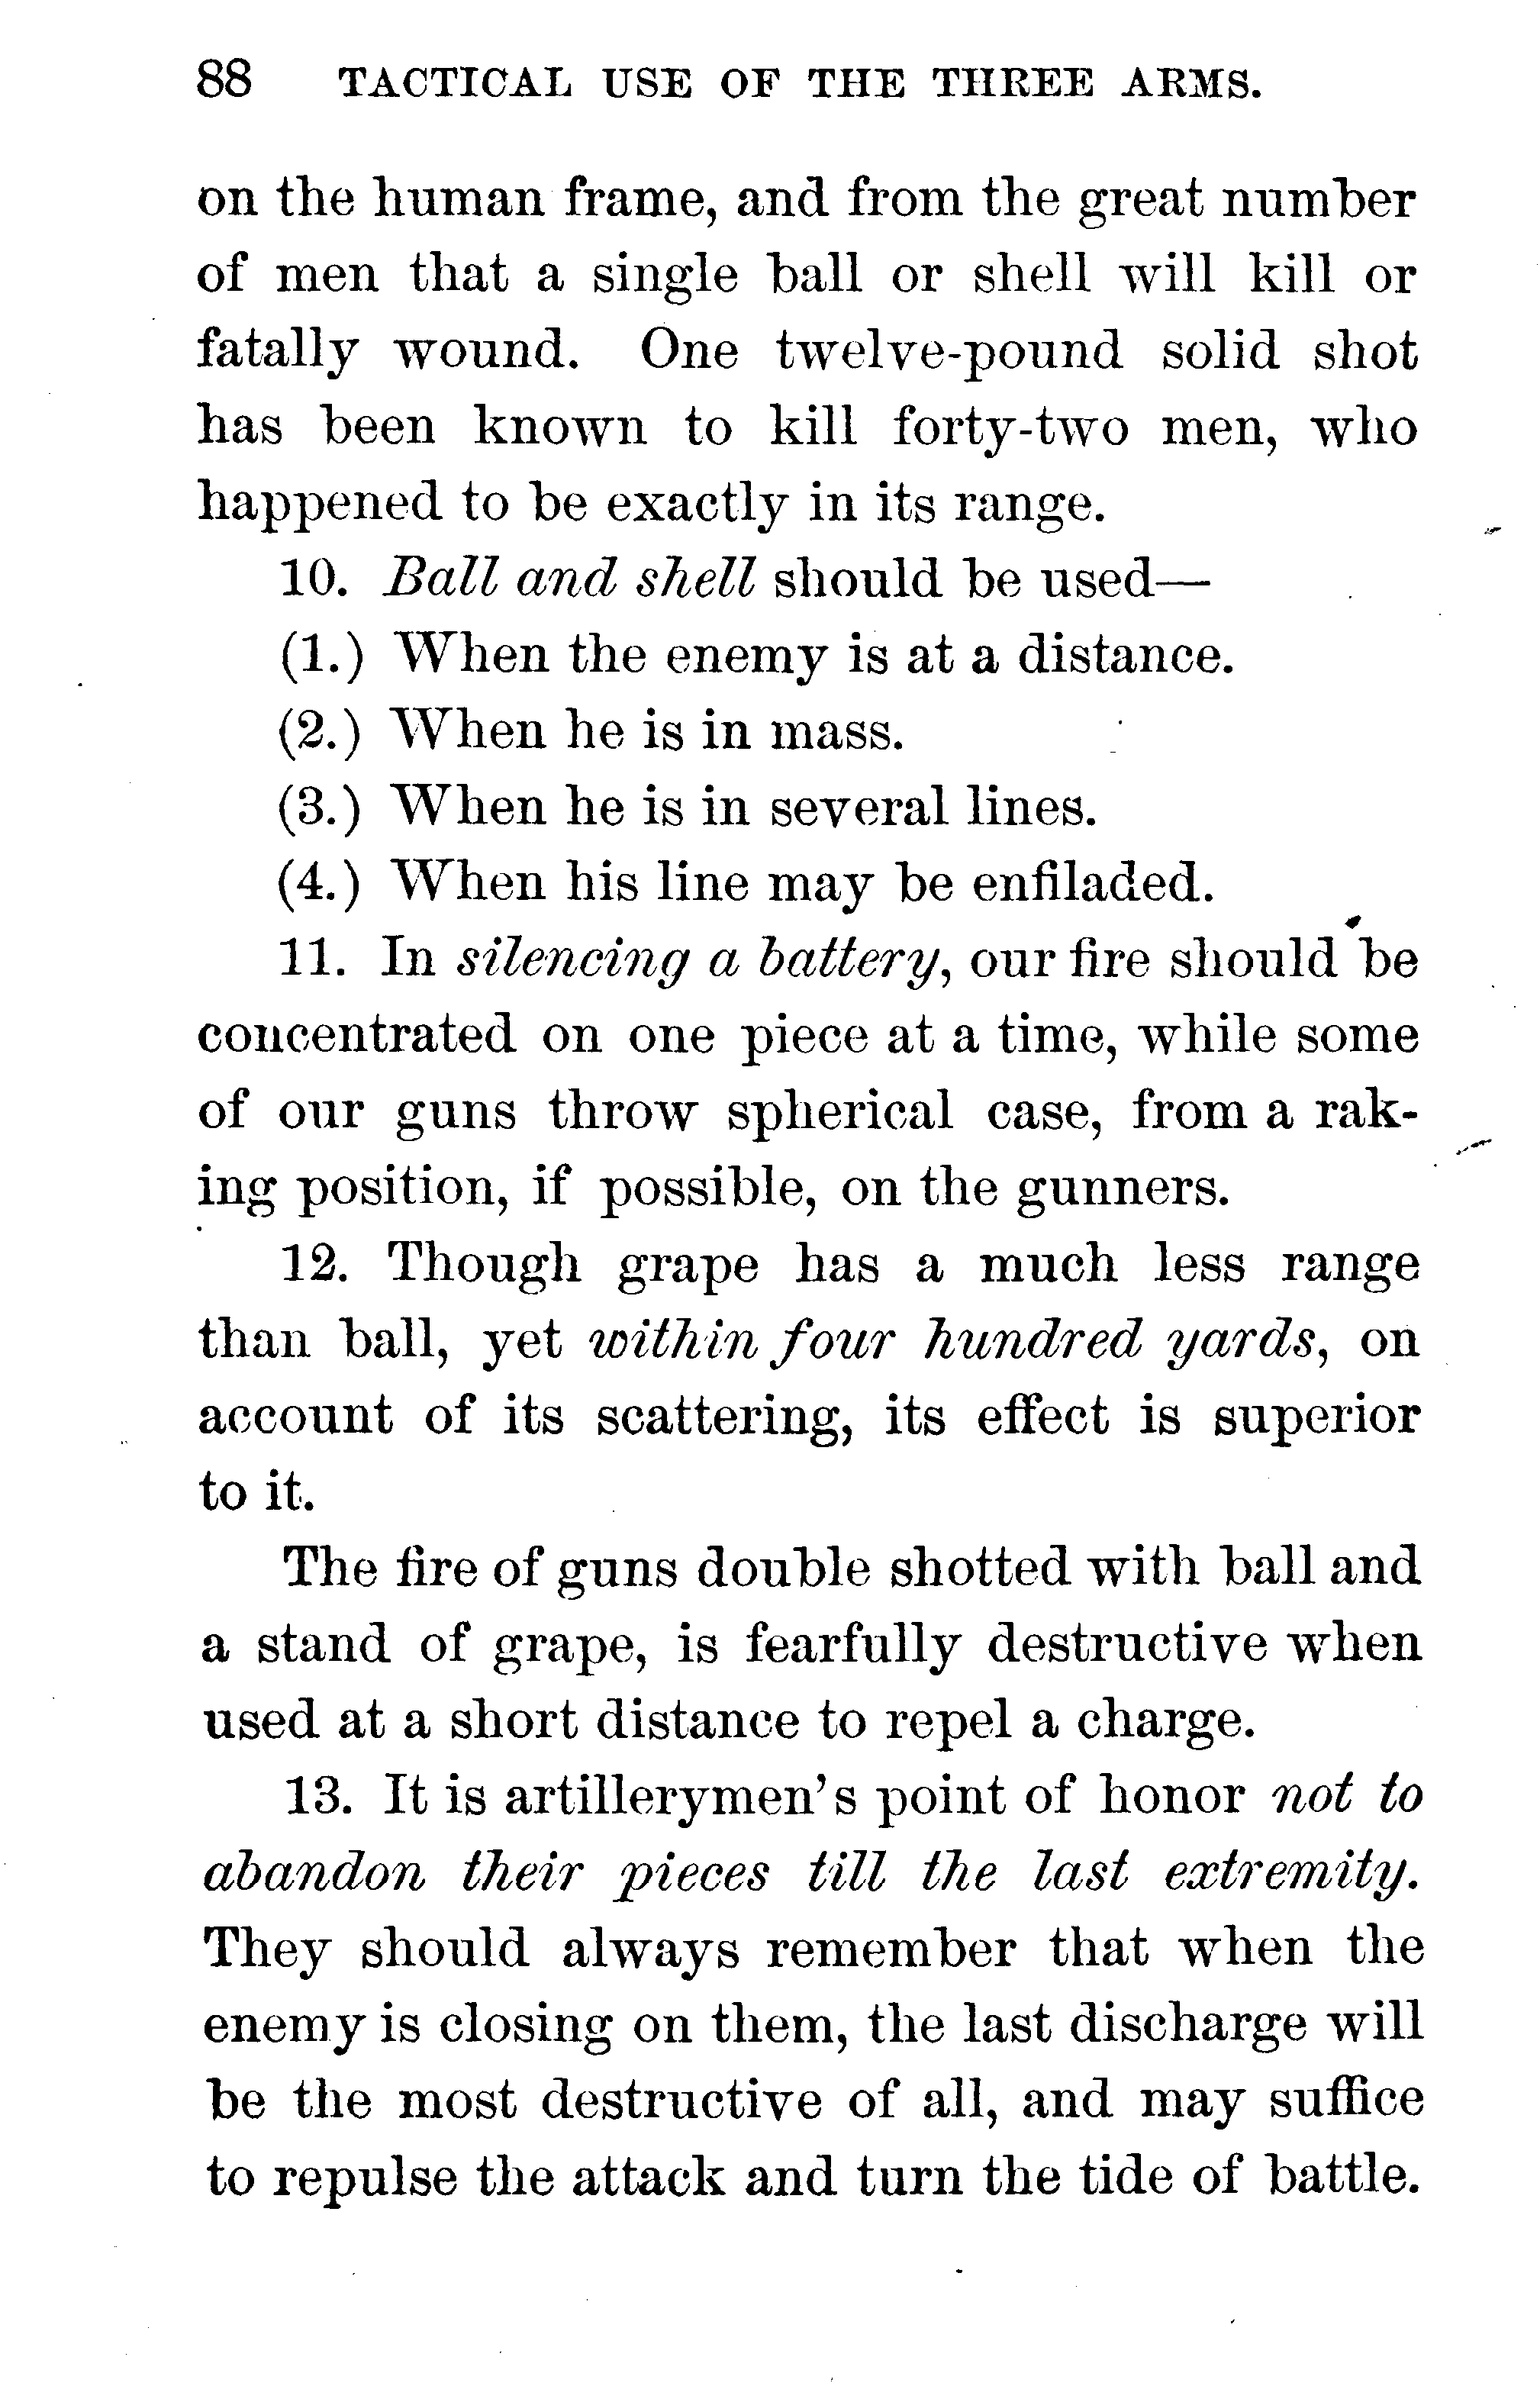 88 TACTICAL USE OF THE THREE ARMS.
on the human frame, and from the great number
of men that a single ball or shell will kill or
fatally wound. One twelve-pound solid shot
has been known to kill forty-two men, who
happened to be exactly in its range.
10. Ball and shell should be used—
(1.) When the enemy is at a distance.
(2.) When he is in mass.
(3.) When he is in several lines.
(4.) When his line may be enfiladed.
11. In silencing a battery, our fire should be
concentrated on one piece at a time, while some
of our guns throw spherical case, from a rak-
ing position, if possible, on the gunners.
12. Though grape has a much less range
than ball, yet within four hundred yards, on
account of its scattering, its effect is superior
to it.
The fire of guns double shotted with ball and
a stand of grape, is fearfully destructive when
used at a short distance to repel a charge.
13. It is artillerymen's point of honor not to
abandon their pieces till the last extremity.
They should always remember that when the
enemy is closing on them, the last discharge will
be the most destructive of all, and may suffice
to repulse the attack and turn the tide of battle.